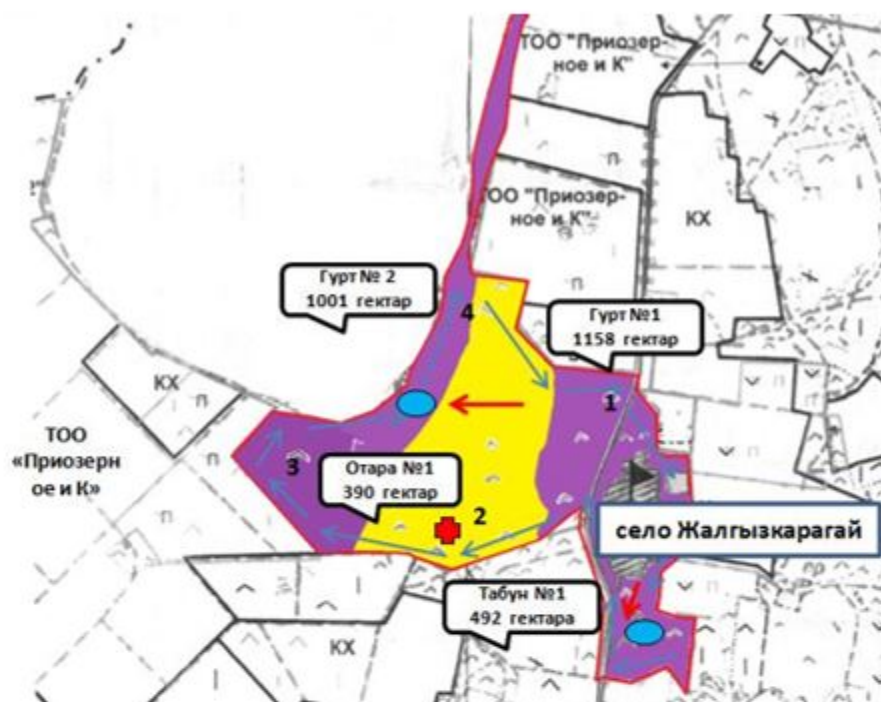 ТОО "Приозер-
ное и К"
П
П
ТОО "Приозер-
ное и К"
КХ
П
Гурт № 2
1001 гектар
4
Гурт №1
1158 гектар
КХ
П
1
ТОО
«Приозерн
ое и К»
П
3
Отара №1
390 гектар
2
село Жалгызкарагай
П
П
Табун №1
492 гектара
КХ